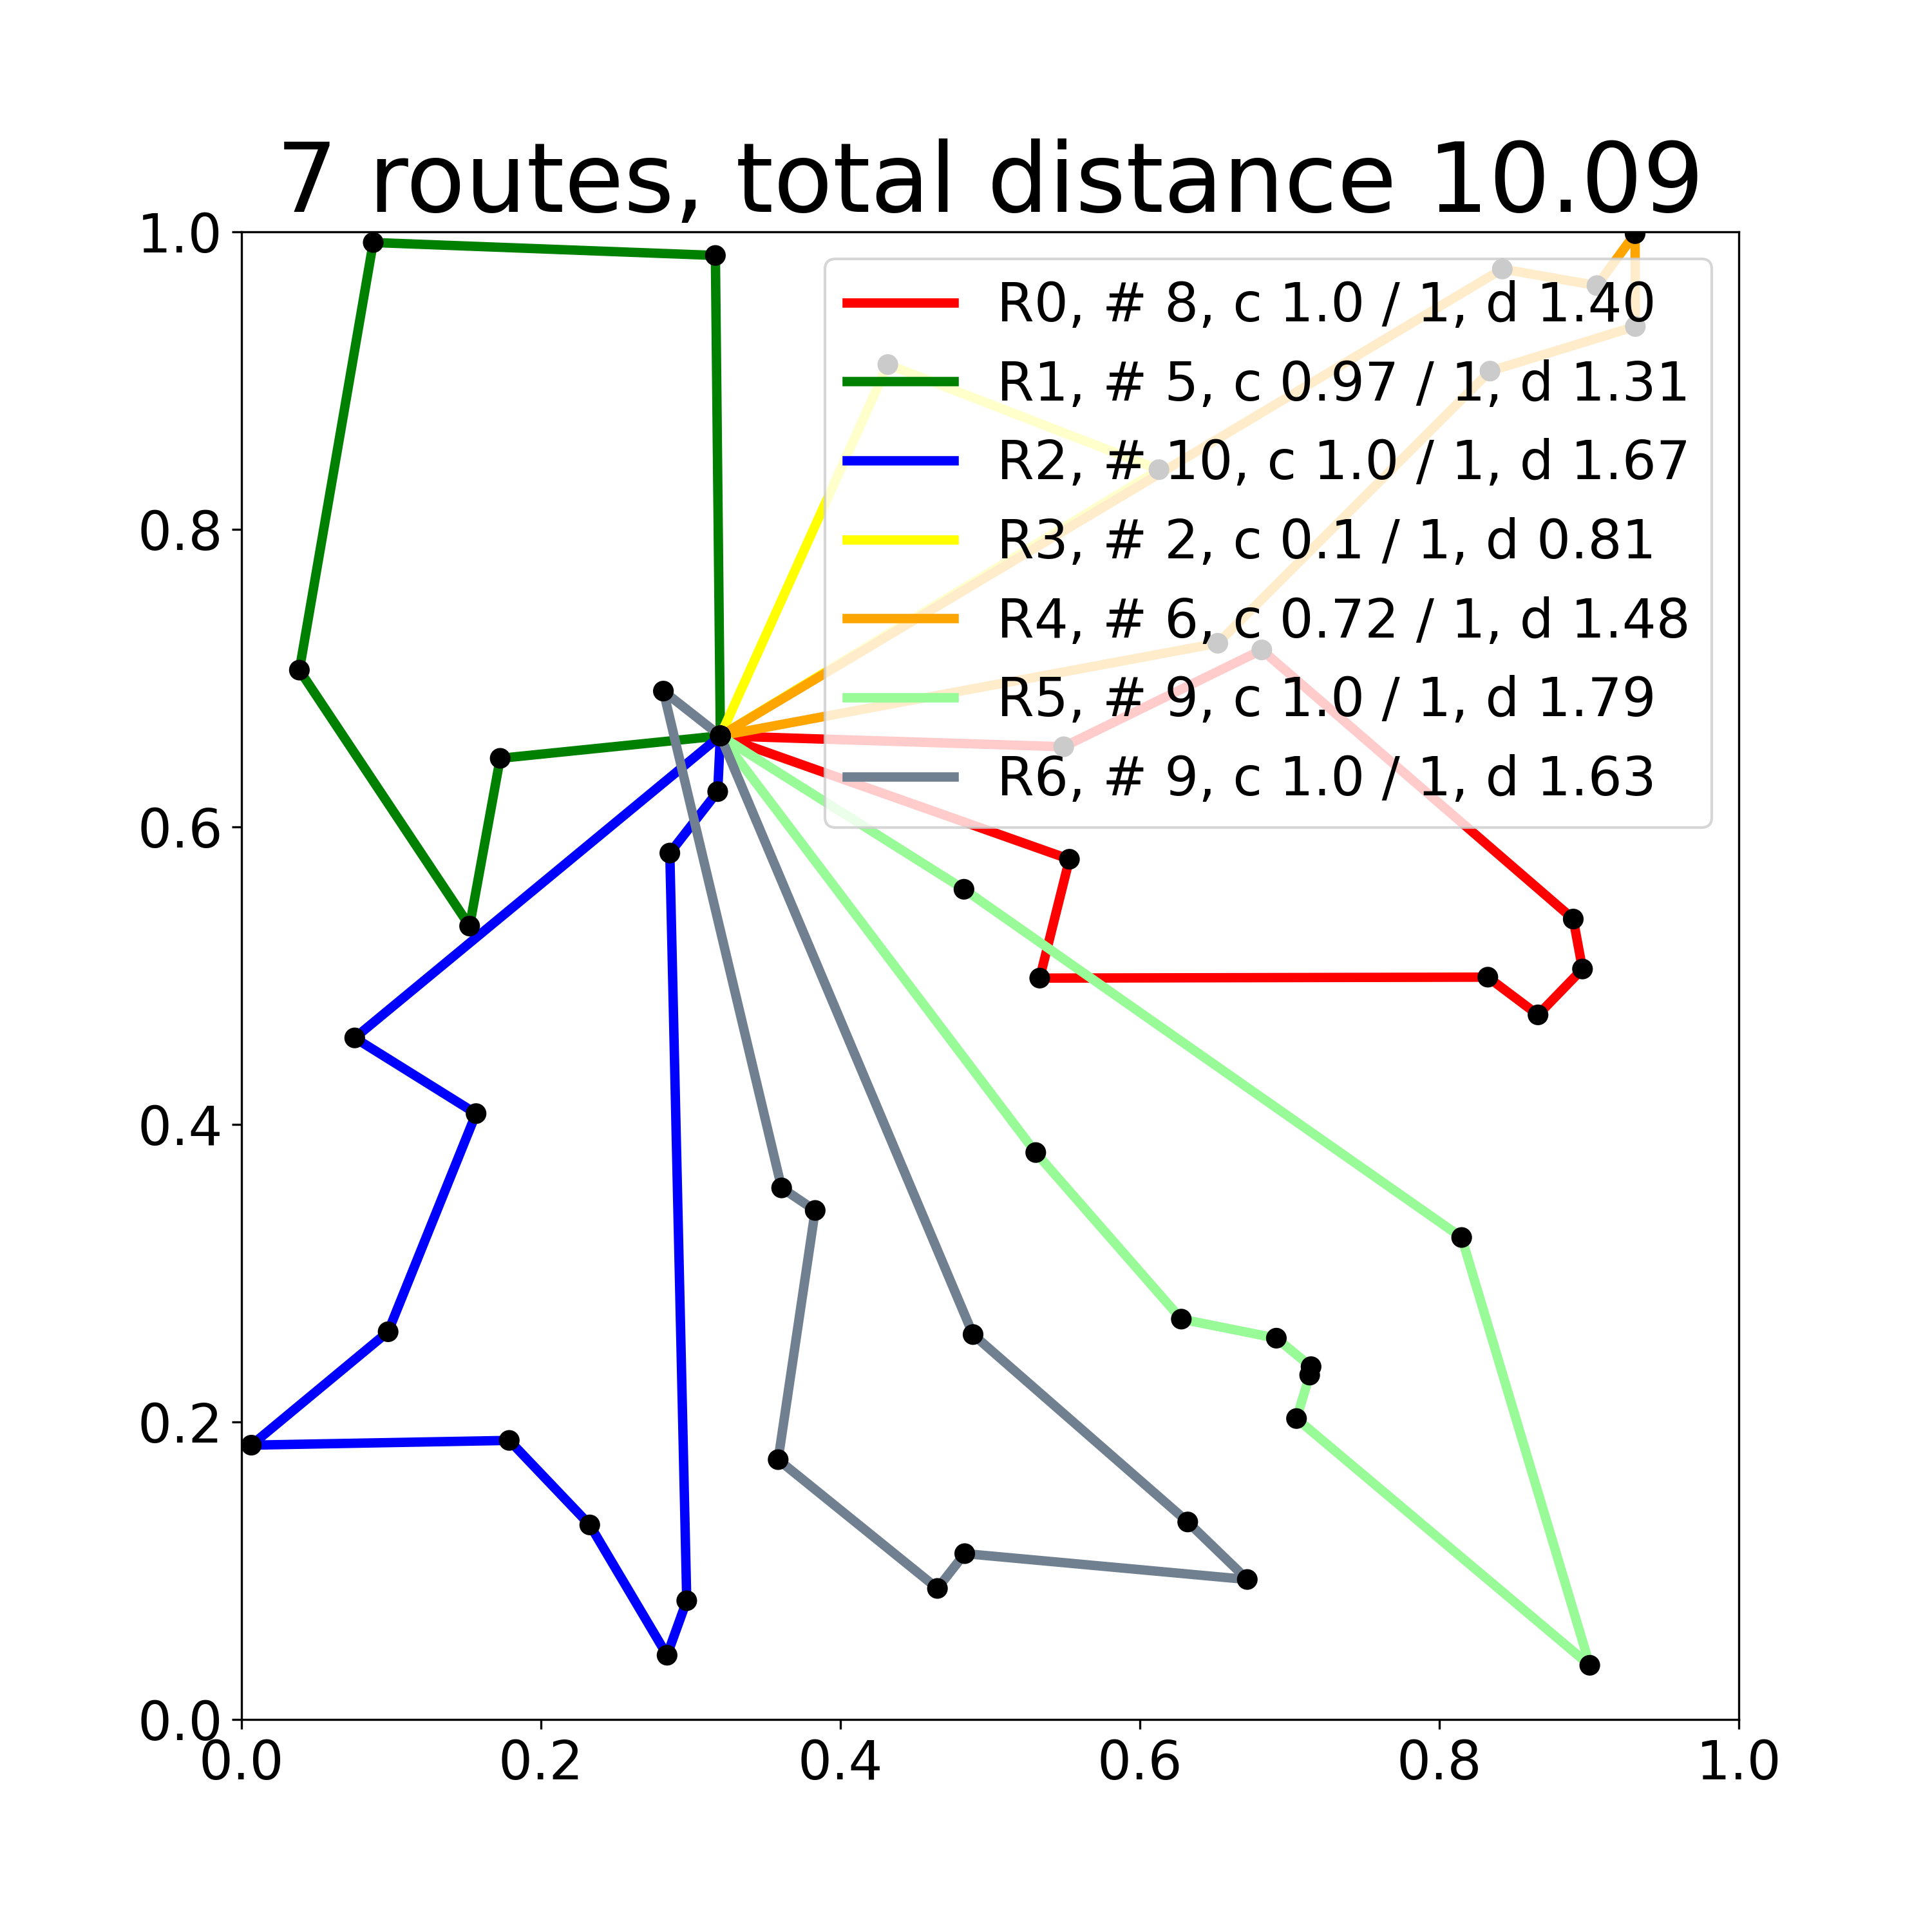 7 routes, total distance 10.09
1.0
0.8
0.6
0.4
0.2
0.0
R0, # 8, c 1.0 / 1, d 1.40
R1, # 5, c 0.97 / 1, d 1.31
R2, # 10, c 1.0 / 1, d 1.67
R3, # 2, c 0.1 / 1, d 0.81
R4, # 6, c 0.72 / 1, d 1.48
R5, # 9, c 1.0 / 1, d 1.79
R6, # 9, c 1.0 / 1, d 1.63
0.0 0.2 0.4 0.6 0.8 1.0